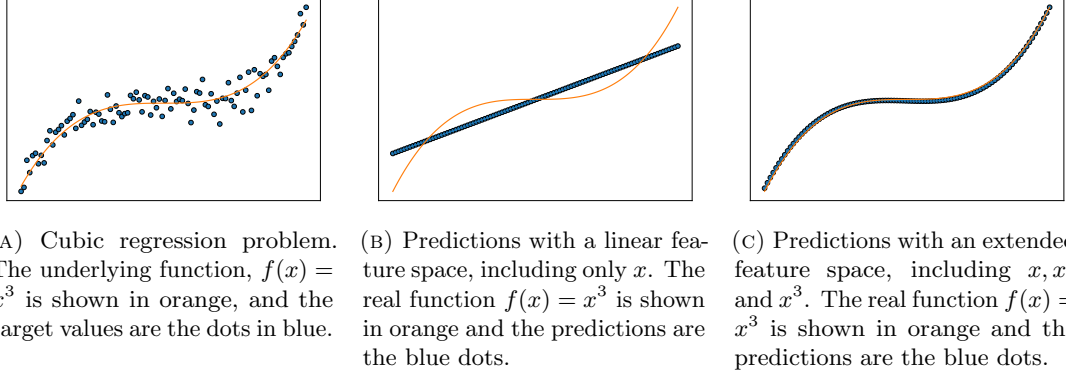 A) Cubic regression problem.
The underlying function, f(x) =
x³ is shown in orange, and the
target values are the dots in blue.
(B) Predictions with a linear fea-
ture space, including only x. The
real function f(x) = x³ is shown
in orange and the predictions are
the blue dots.
(C) Predictions with an extended
feature space, including x, x
and x³. The real function f(x) =
x³ is shown in orange and th
predictions are the blue dots.